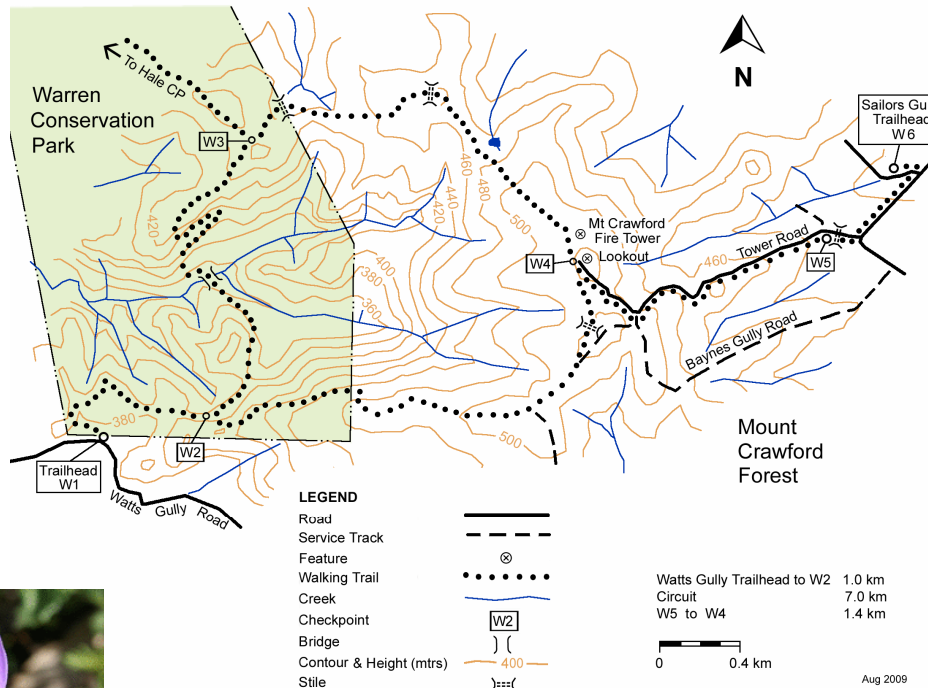 To Hale CP
Warren
Conservation
Park
W3
N
Sailors Gu
Trailhead
W6
460
480
440
420
420
500
Mt Crawford
Fire Tower
Lookout
W4
Tower Road
W5
460
400
380
360
Baynes Gully Road
380
W2
500
Trailhead
W1
Watts Gully Road
Mount
Crawford
Forest
LEGEND
Road
Service Track
Feature
Walking Trail
Creek
Checkpoint W2
Bridge
Contour & Height (mtrs) 400
Stile
Watts Gully Trailhead to W2 1.0 km
Circuit 7.0 km
W5 to W4 1.4 km
0 0.4 km
Aug 2009